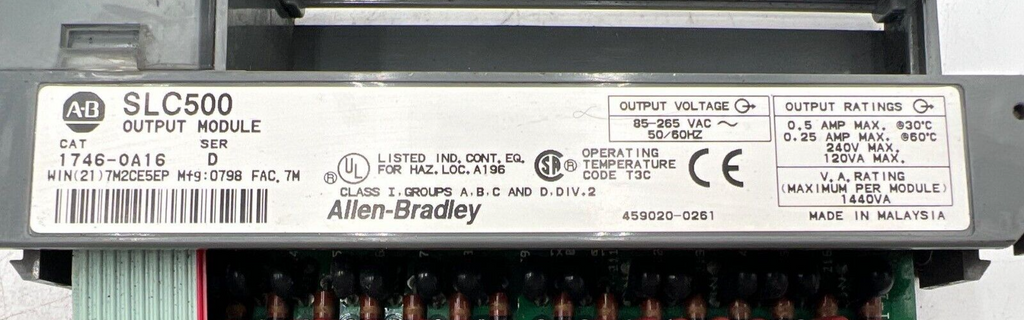 A-B SLC500
OUTPUT MODULE
CAT SER
1746-OA16 D
WIN(21)7M2CE5EP Mfg:0798 FAC. 7M
UL LISTED IND. CONT. EQ.
® FOR HAZ. LOC. A196
CLASS I, GROUPS A, B, C AND D, DIV.2
Allen-Bradley
SA ® OPERATING
TEMPERATURE
CODE T3C
CE
459020-0261
OUTPUT VOLTAGE
85-265 VAC ~
50/60HZ
OUTPUT RATINGS
0.5 AMP MAX. @30°C
0.25 AMP MAX. @60°C
240V MAX.
120VA MAX.
V.A. RATING
(MAXIMUM PER MODULE)
1440VA
MADE IN MALAYSIA